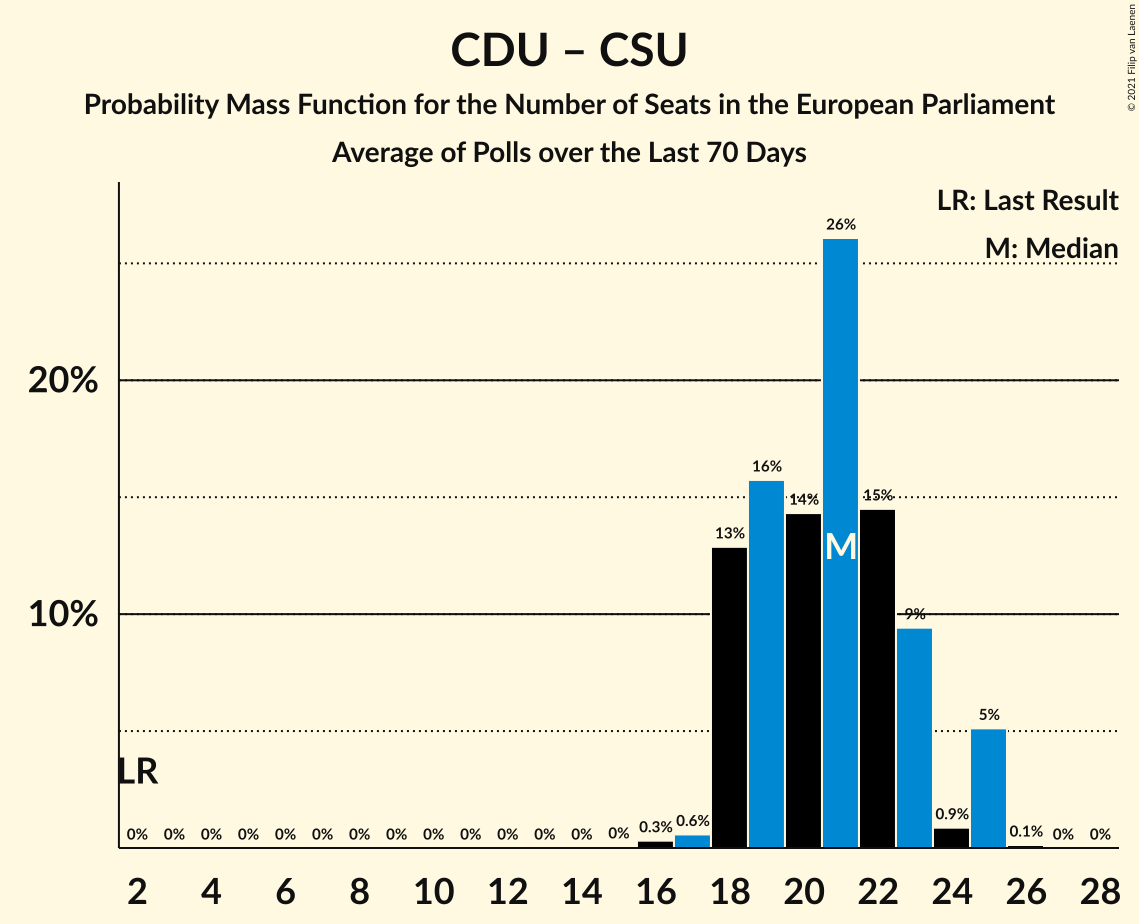 © 2021 Filip van Laenen
CDU – CSU
Probability Mass Function for the Number of Seats in the European Parliament
Average of Polls over the Last 70 Days
LR: Last Result
M: Median
20%
10%
26%
16%
14%
15%
13%
9%
5%
M
LR
0% 0% 0% 0% 0% 0% 0% 0% 0% 0% 0% 0% 0% 0% 0.3% 0.6% 0.9% 0.1% 0% 0%
2 4 6 8 10 12 14 16 18 20 22 24 26 28